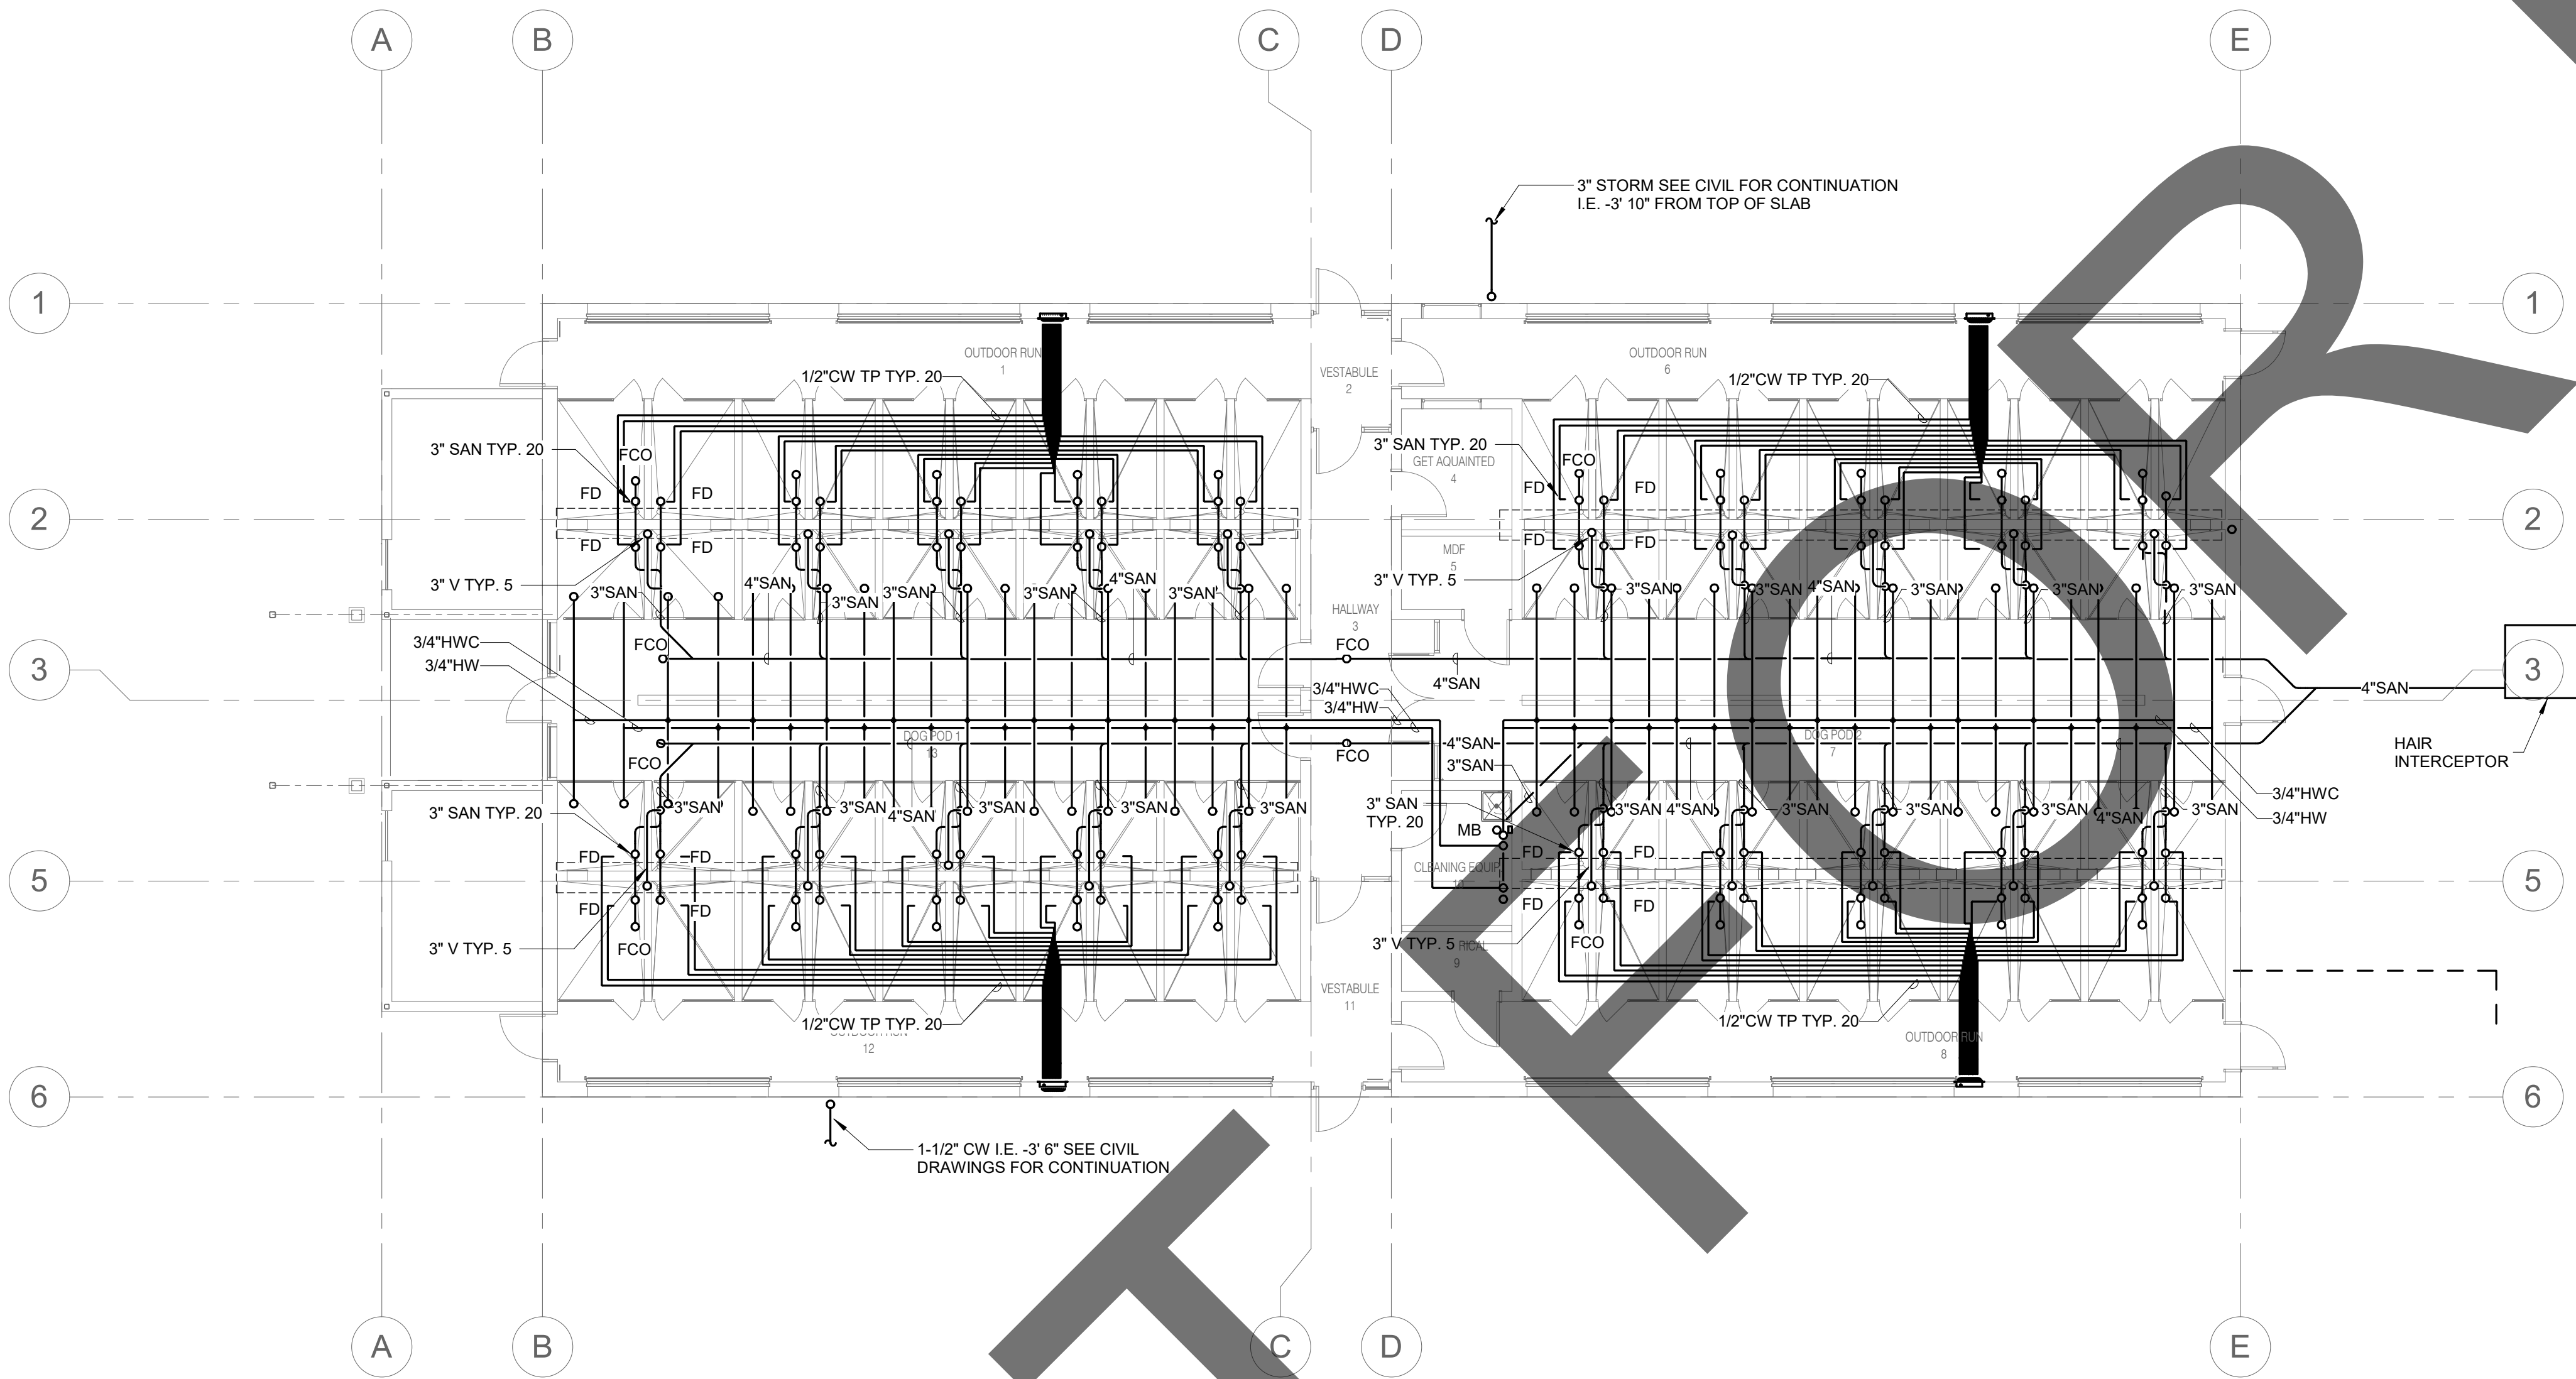 A
B
C
D
E
3" STORM SEE CIVIL FOR CONTINUATION
I.E. -3' 10" FROM TOP OF SLAB
1
1
OUTDOOR RUN
1
OUTDOOR RUN
6
VESTABULE
2
1/2"CW TP TYP. 20
1/2"CW TP TYP. 20
3" SAN TYP. 20
FCO
3" SAN TYP. 20
GET AQUAINTED
4
FCO
FD
FD
FD
FD
2
2
FD
FD
FD
FD
MDF
5
3" V TYP. 5
3" V TYP. 5
3"SAN
4"SAN
3"SAN
3"SAN
3"SAN
4"SAN
3"SAN
3"SAN
3"SAN
4"SAN
3"SAN
3"SAN
3"SAN
HALLWAY
3
3/4"HWC
3/4"HW
FCO
FCO
3
3
4"SAN
4"SAN
3/4"HWC
3/4"HW
DOG POD 1
13
DOG POD 2
7
FCO
FCO
4"SAN
3"SAN
HAIR
INTERCEPTOR
3" SAN TYP. 20
3"SAN
3"SAN
4"SAN
3"SAN
3"SAN
3"SAN
3" SAN
TYP. 20
MB
3"SAN
4"SAN
3"SAN
3"SAN
3"SAN
4"SAN
3"SAN
3/4"HWC
3/4"HW
FD
FD
FD
FD
CLEANING EQUIP
10
5
5
FD
FD
FD
FD
FCO
FCO
3" V TYP. 5
3" V TYP. 5
RICAL
9
VESTABULE
11
1/2"CW TP TYP. 20
1/2"CW TP TYP. 20
OUTDOOR RUN
12
OUTDOOR RUN
8
6
6
1-1/2" CW I.E. -3' 6" SEE CIVIL
DRAWINGS FOR CONTINUATION
A
B
C
D
E